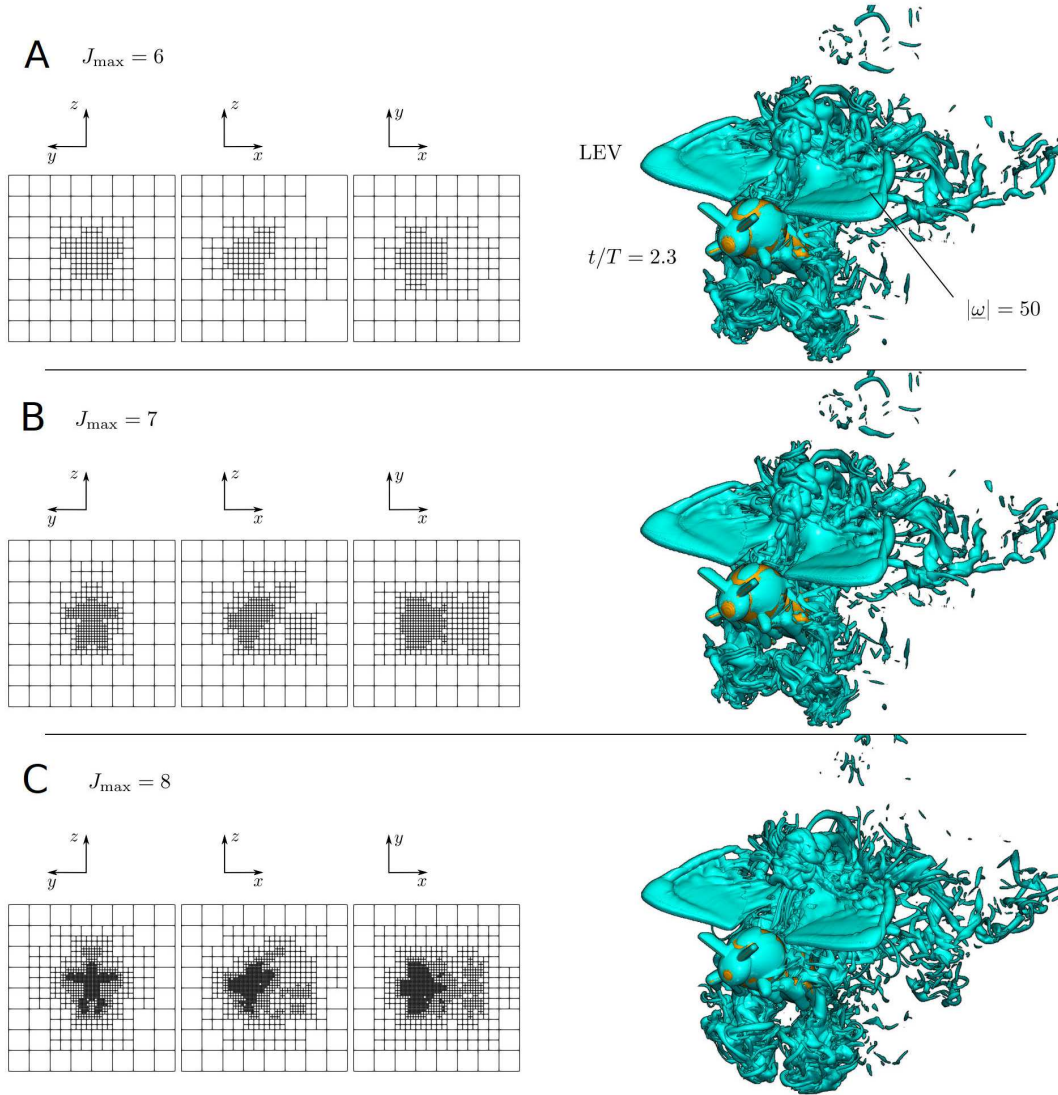 A
J_max = 6
z
y
z
x
y
x
LEV
t/T = 2.3
|ω| = 50
B
J_max = 7
z
y
z
x
y
x
C
J_max = 8
z
y
z
x
y
x